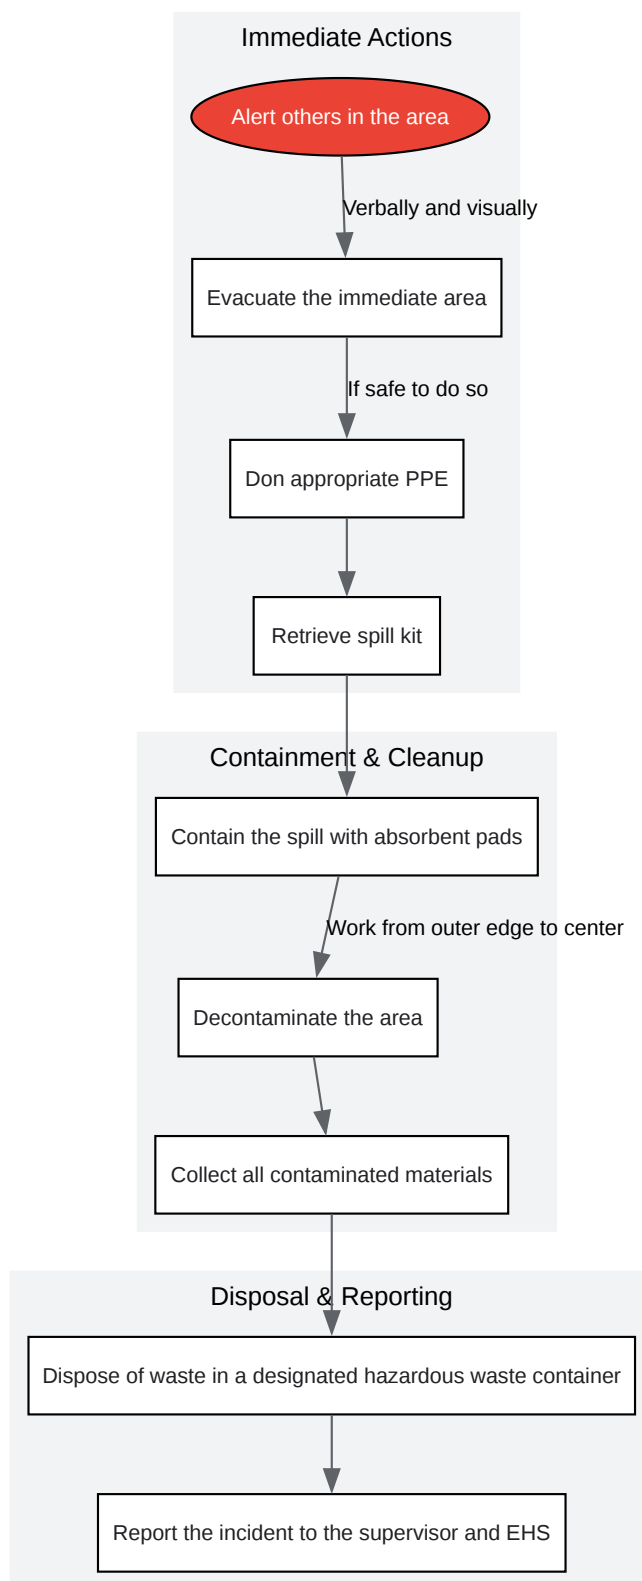 Immediate Actions
Alert others in the area
Verbally and visually
Evacuate the immediate area
If safe to do so
Don appropriate PPE
Retrieve spill kit
Containment & Cleanup
Contain the spill with absorbent pads
Work from outer edge to center
Decontaminate the area
Collect all contaminated materials
Disposal & Reporting
Dispose of waste in a designated hazardous waste container
Report the incident to the supervisor and EHS